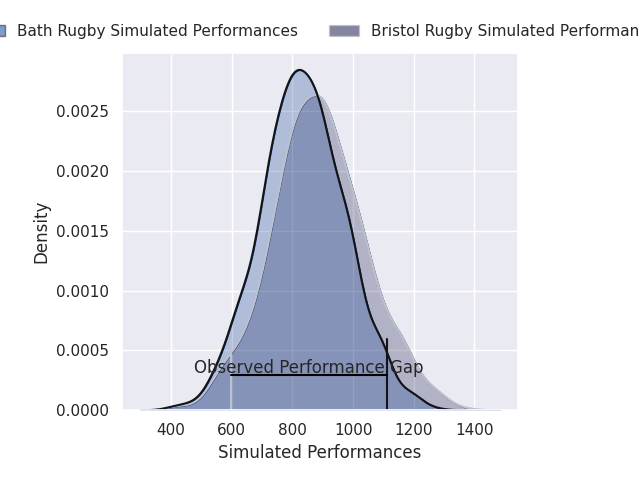 Bath Rugby Simulated Performances
Bristol Rugby Simulated Performan
0.0025
0.0020
0.0015
0.0010
0.0005
0.0000
Density
Observed Performance Gap
400 600 800 1000 1200 1400
Simulated Performances